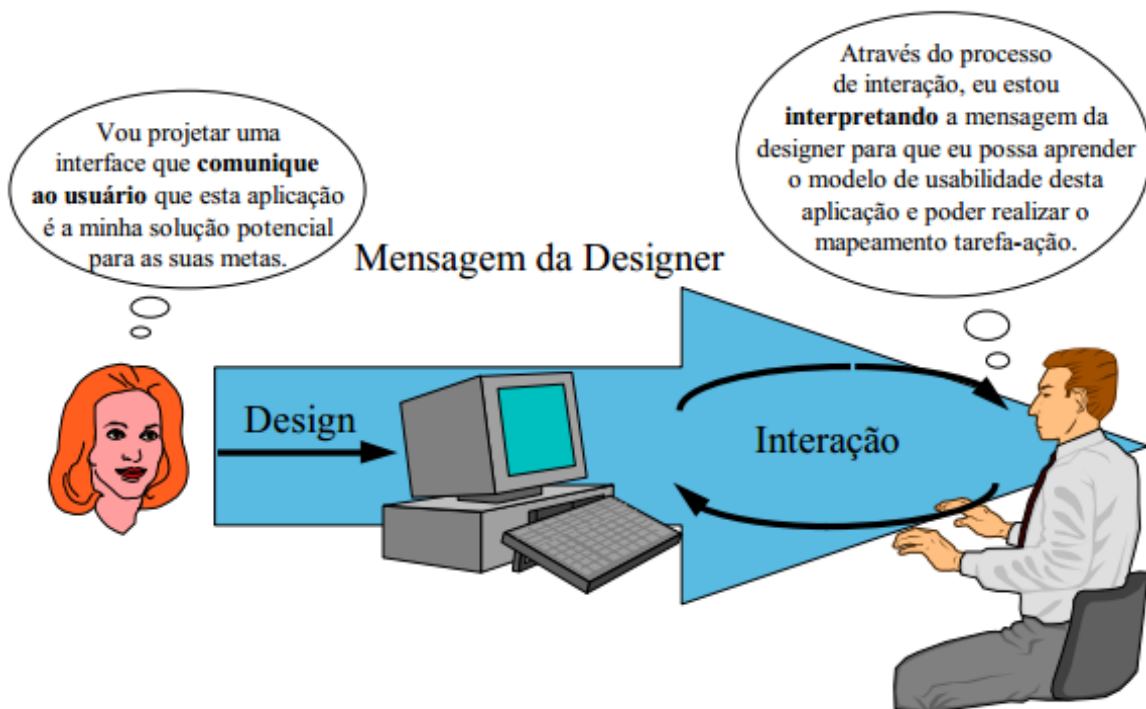 Vou projetar uma
interface que comunique
ao usuário que esta aplicação
é a minha solução potencial
para as suas metas.
Através do processo
de interação, eu estou
interpretando a mensagem da
designer para que eu possa aprender
o modelo de usabilidade desta
aplicação e poder realizar o
mapeamento tarefa-ação.
Mensagem da Designer
Design
Interação